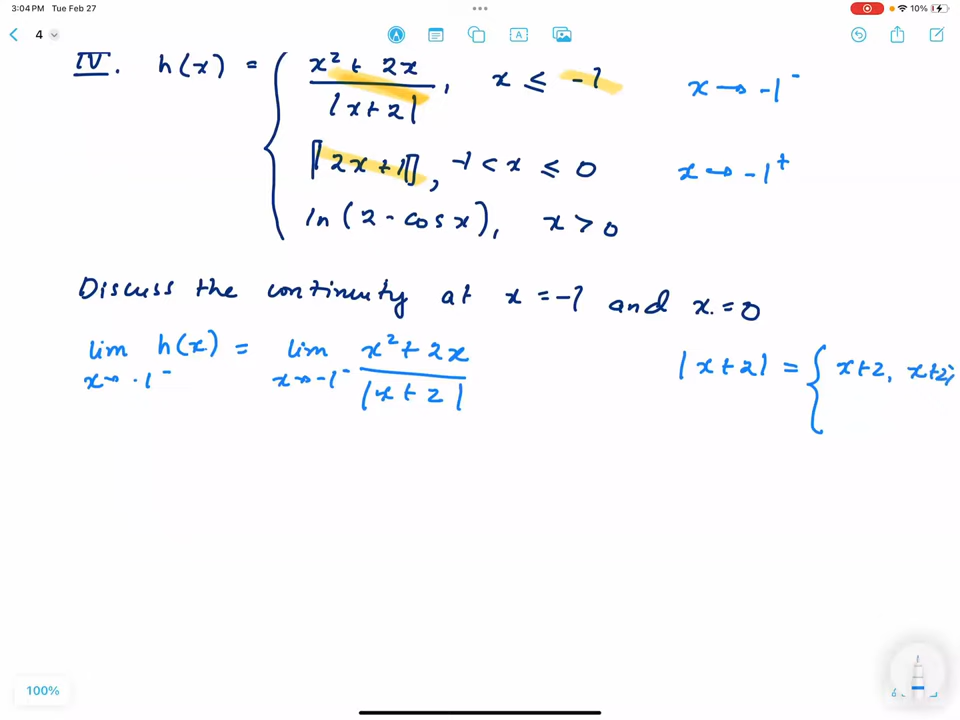 3:04 PM Tue Feb 27
10%
4
IV. h(x) = { x² + 2x / |x+2| , x ≤ -1 x → -1⁻
⟦2x+1⟧, -1 < x ≤ 0 x → -1⁺
ln(2 - cos x), x > 0
Discuss the continuity at x = -1 and x = 0
lim x→-1⁻ h(x) = lim x→-1⁻ x² + 2x / |x+2| |x+2| = { x+2, x+2
100%